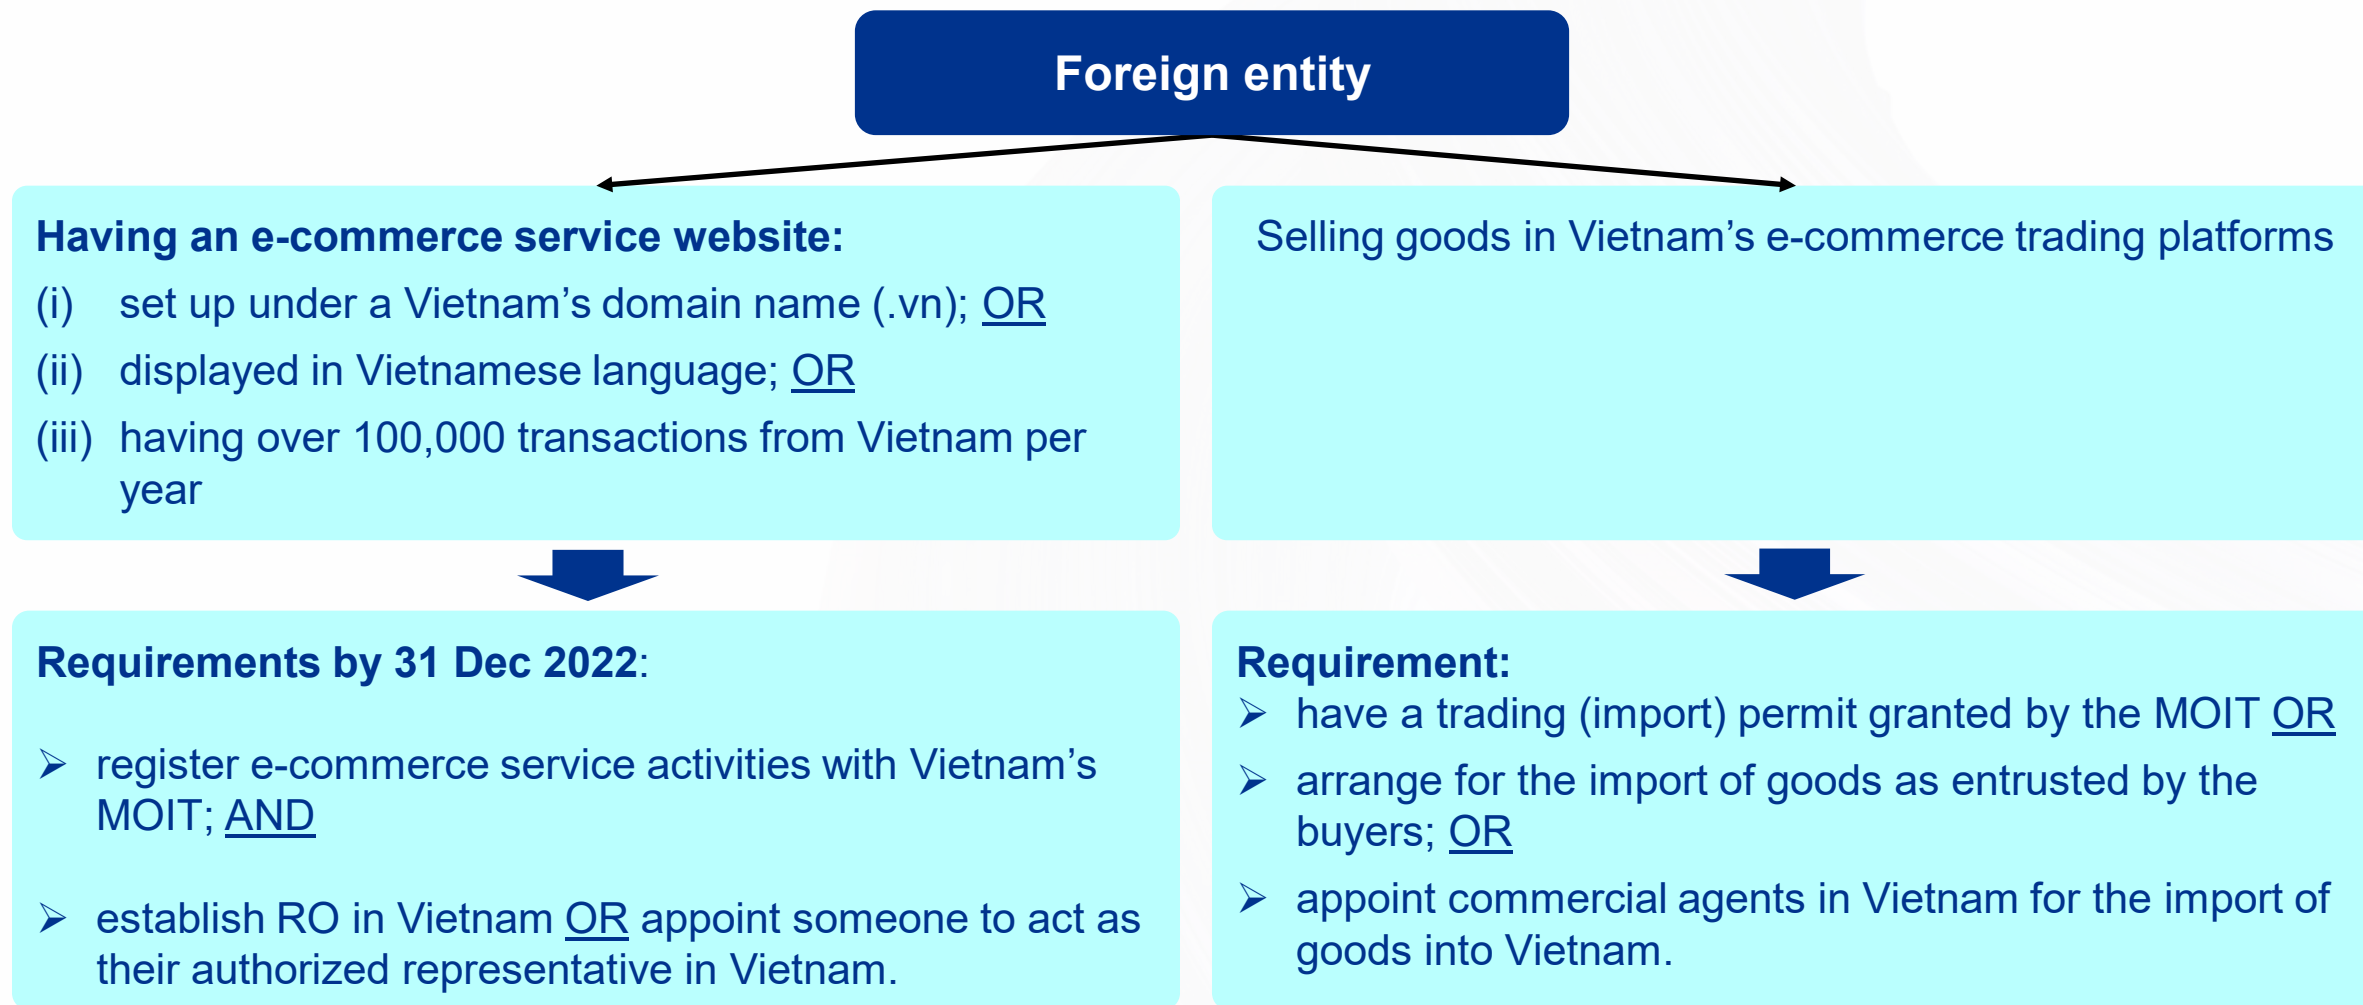 Foreign entity
Having an e-commerce service website:
(i) set up under a Vietnam’s domain name (.vn); OR
(ii) displayed in Vietnamese language; OR
(iii) having over 100,000 transactions from Vietnam per
year
Selling goods in Vietnam’s e-commerce trading platforms
Requirements by 31 Dec 2022:
➢ register e-commerce service activities with Vietnam’s
MOIT; AND
➢ establish RO in Vietnam OR appoint someone to act as
their authorized representative in Vietnam.
Requirement:
➢ have a trading (import) permit granted by the MOIT OR
➢ arrange for the import of goods as entrusted by the
buyers; OR
➢ appoint commercial agents in Vietnam for the import of
goods into Vietnam.